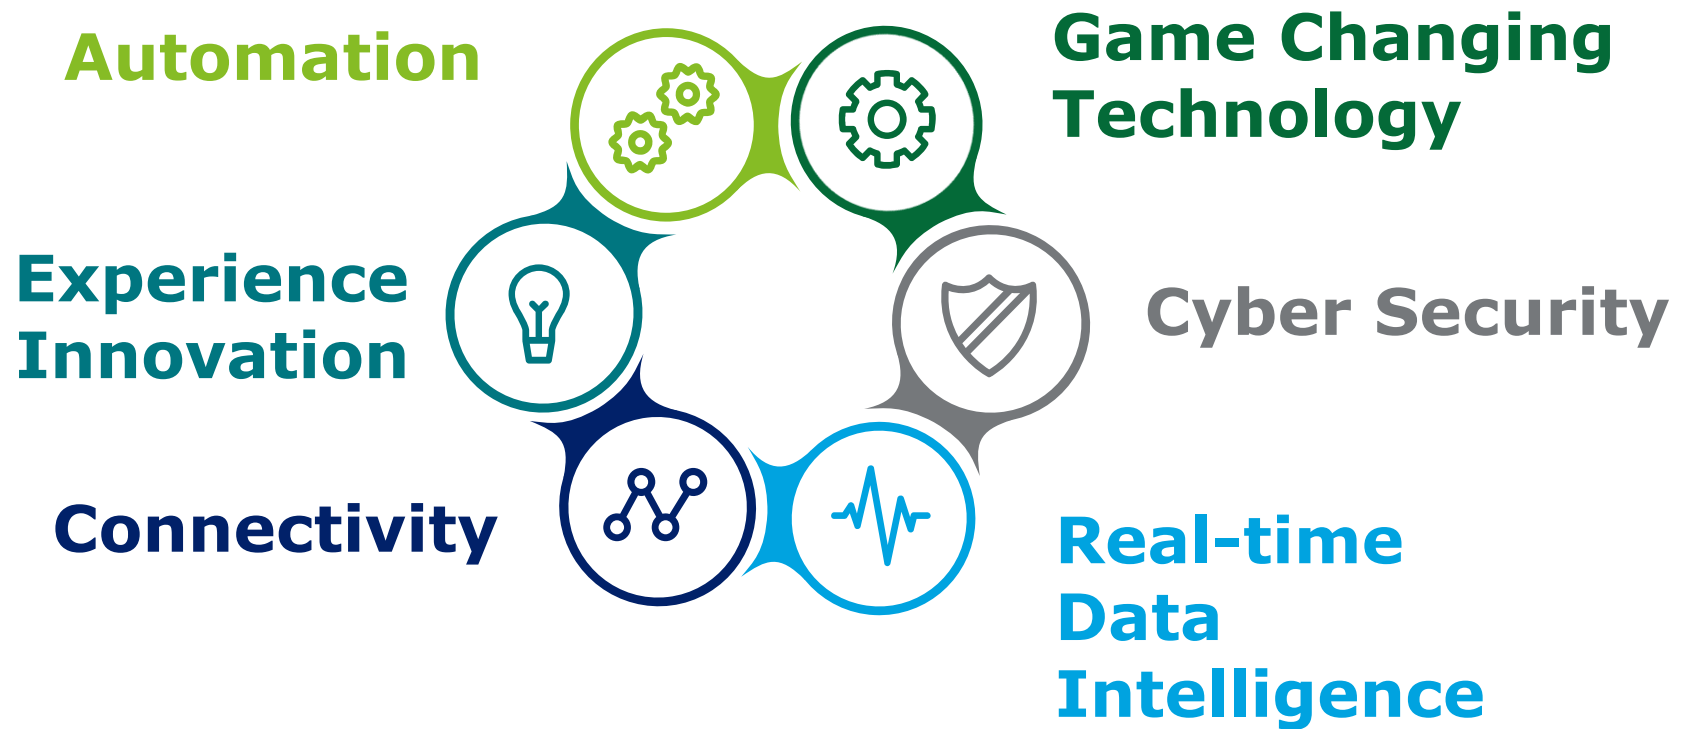 Automation
Game Changing
Technology
Experience
Innovation
Cyber Security
Connectivity
Real-time
Data
Intelligence